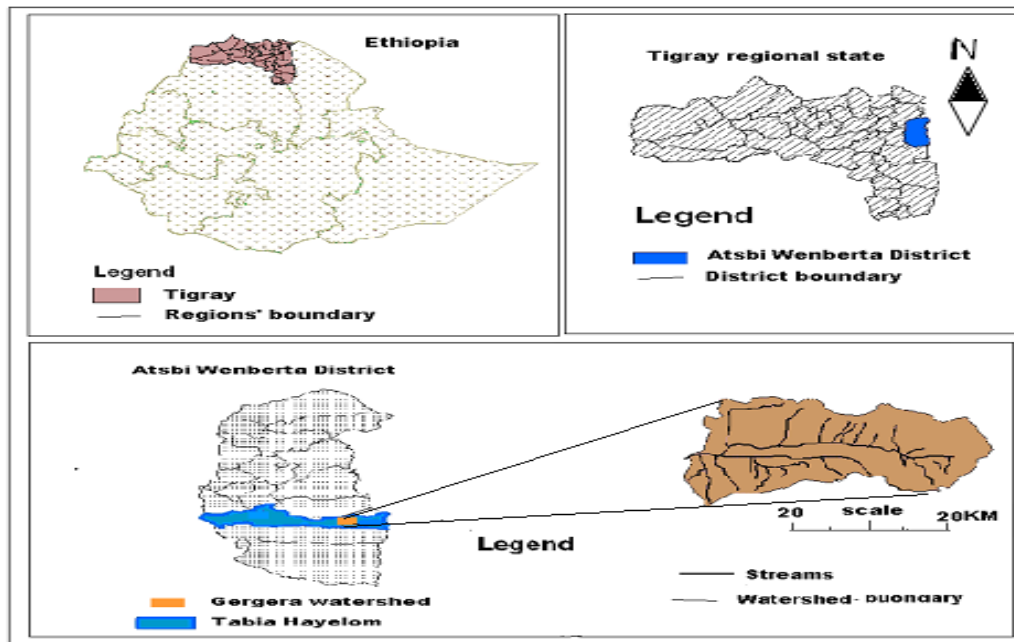 Ethiopia
Legend
Tigray
Regions' boundary
Tigray regional state
N
Legend
Atsbi Wenberta District
District boundary
Atsbi Wenberta District
20 scale 20KM
Legend
Gergera watershed
Tabia Hayelom
Streams
Watershed- buondary